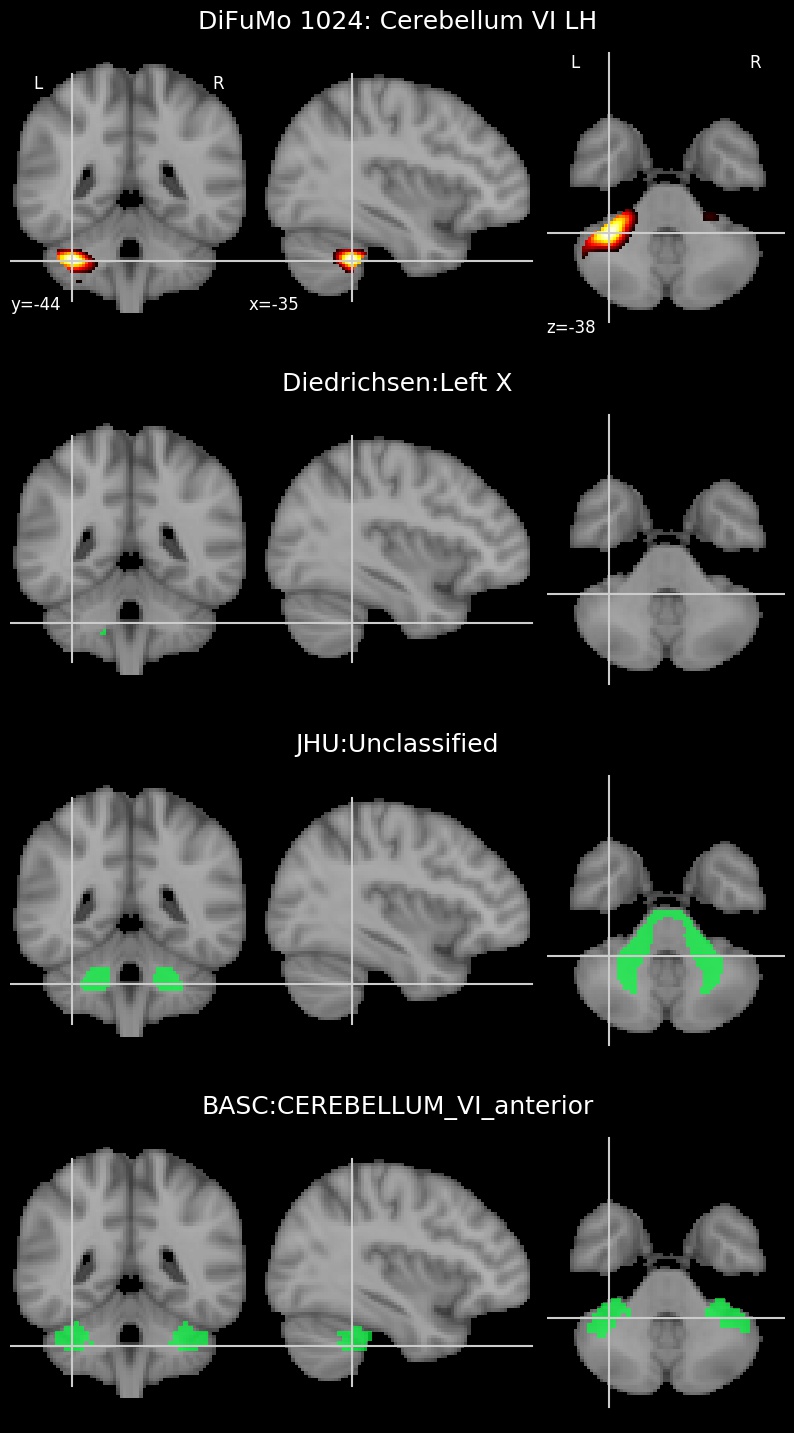 DiFuMo 1024: Cerebellum VI LH
L
R
L
R
y=-44
x=-35
z=-38
Diedrichsen:Left X
JHU:Unclassified
BASC:CEREBELLUM_VI_anterior